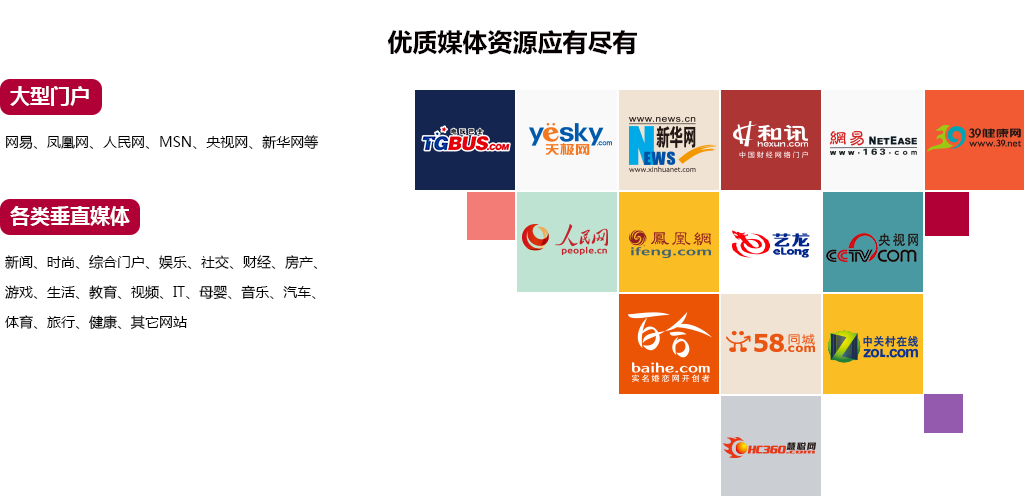 优质媒体资源应有尽有
大型门户
网易、凤凰网、人民网、MSN、央视网、新华网等
各类垂直媒体
新闻、时尚、综合门户、娱乐、社交、财经、房产、
游戏、生活、教育、视频、IT、母婴、音乐、汽车、
体育、旅行、健康、其它网站
电玩巴士
TGBUS.COM
yesky.com
天极网
www.news.cn
新华网
NEWS
www.xinhuanet.com
和讯
hexun.com
中国财经网络门户
網易 NETEASE
www.163.com
39健康网
www.39.net
人民网
people.cn
鳳凰網
ifeng.com
艺龙
eLong
央视网
CCTV.com
百合
baihe.com
实名婚恋网开创者
58同城
.com
中关村在线
ZOL.COM
HC360慧聪网
.com